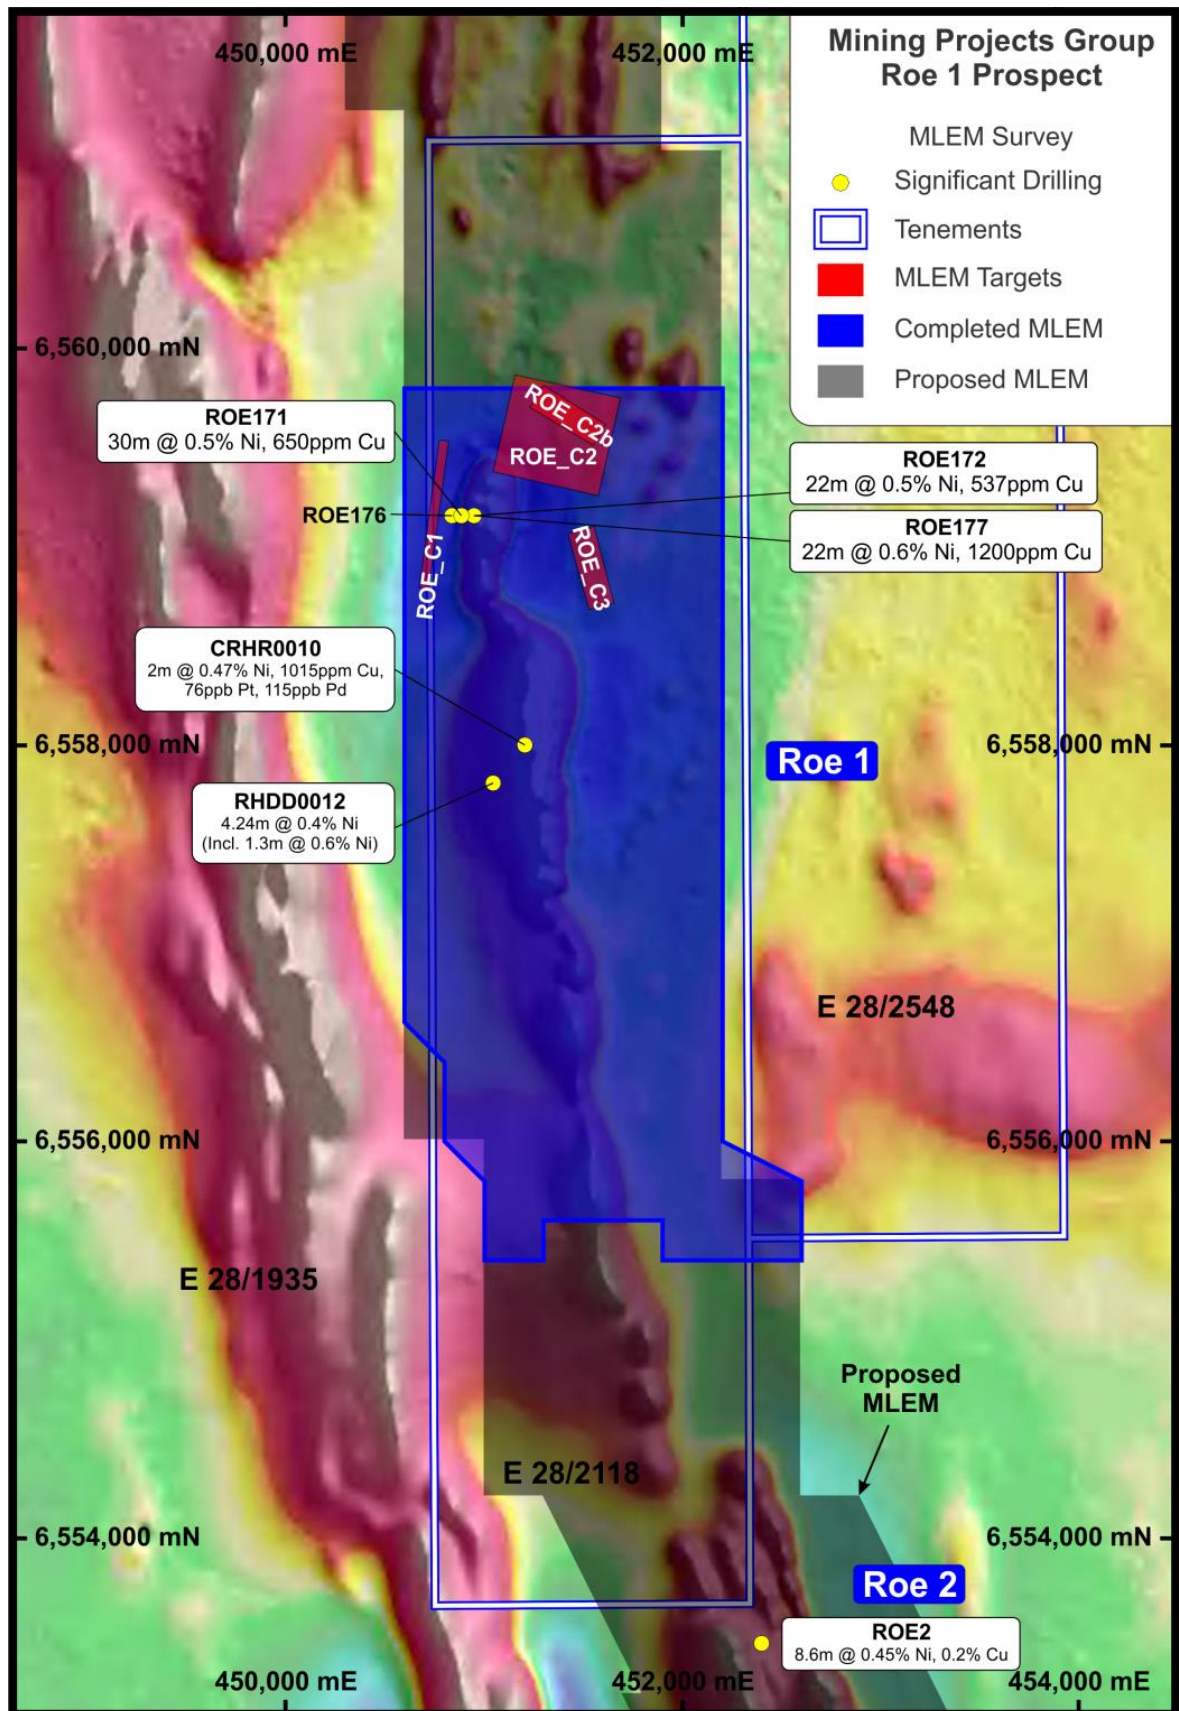 450,000 mE
452,000 mE
Mining Projects Group
Roe 1 Prospect
MLEM Survey
Significant Drilling
Tenements
MLEM Targets
Completed MLEM
Proposed MLEM
6,560,000 mN
ROE171
30m @ 0.5% Ni, 650ppm Cu
ROE_C2b
ROE_C2
ROE172
22m @ 0.5% Ni, 537ppm Cu
ROE176
ROE177
22m @ 0.6% Ni, 1200ppm Cu
ROE_C1
ROE_C3
CRHR0010
2m @ 0.47% Ni, 1015ppm Cu,
76ppb Pt, 115ppb Pd
6,558,000 mN
6,558,000 mN
Roe 1
RHDD0012
4.24m @ 0.4% Ni
(Incl. 1.3m @ 0.6% Ni)
E 28/2548
6,556,000 mN
6,556,000 mN
E 28/1935
Proposed
MLEM
E 28/2118
6,554,000 mN
6,554,000 mN
Roe 2
ROE2
8.6m @ 0.45% Ni, 0.2% Cu
450,000 mE
452,000 mE
454,000 mE